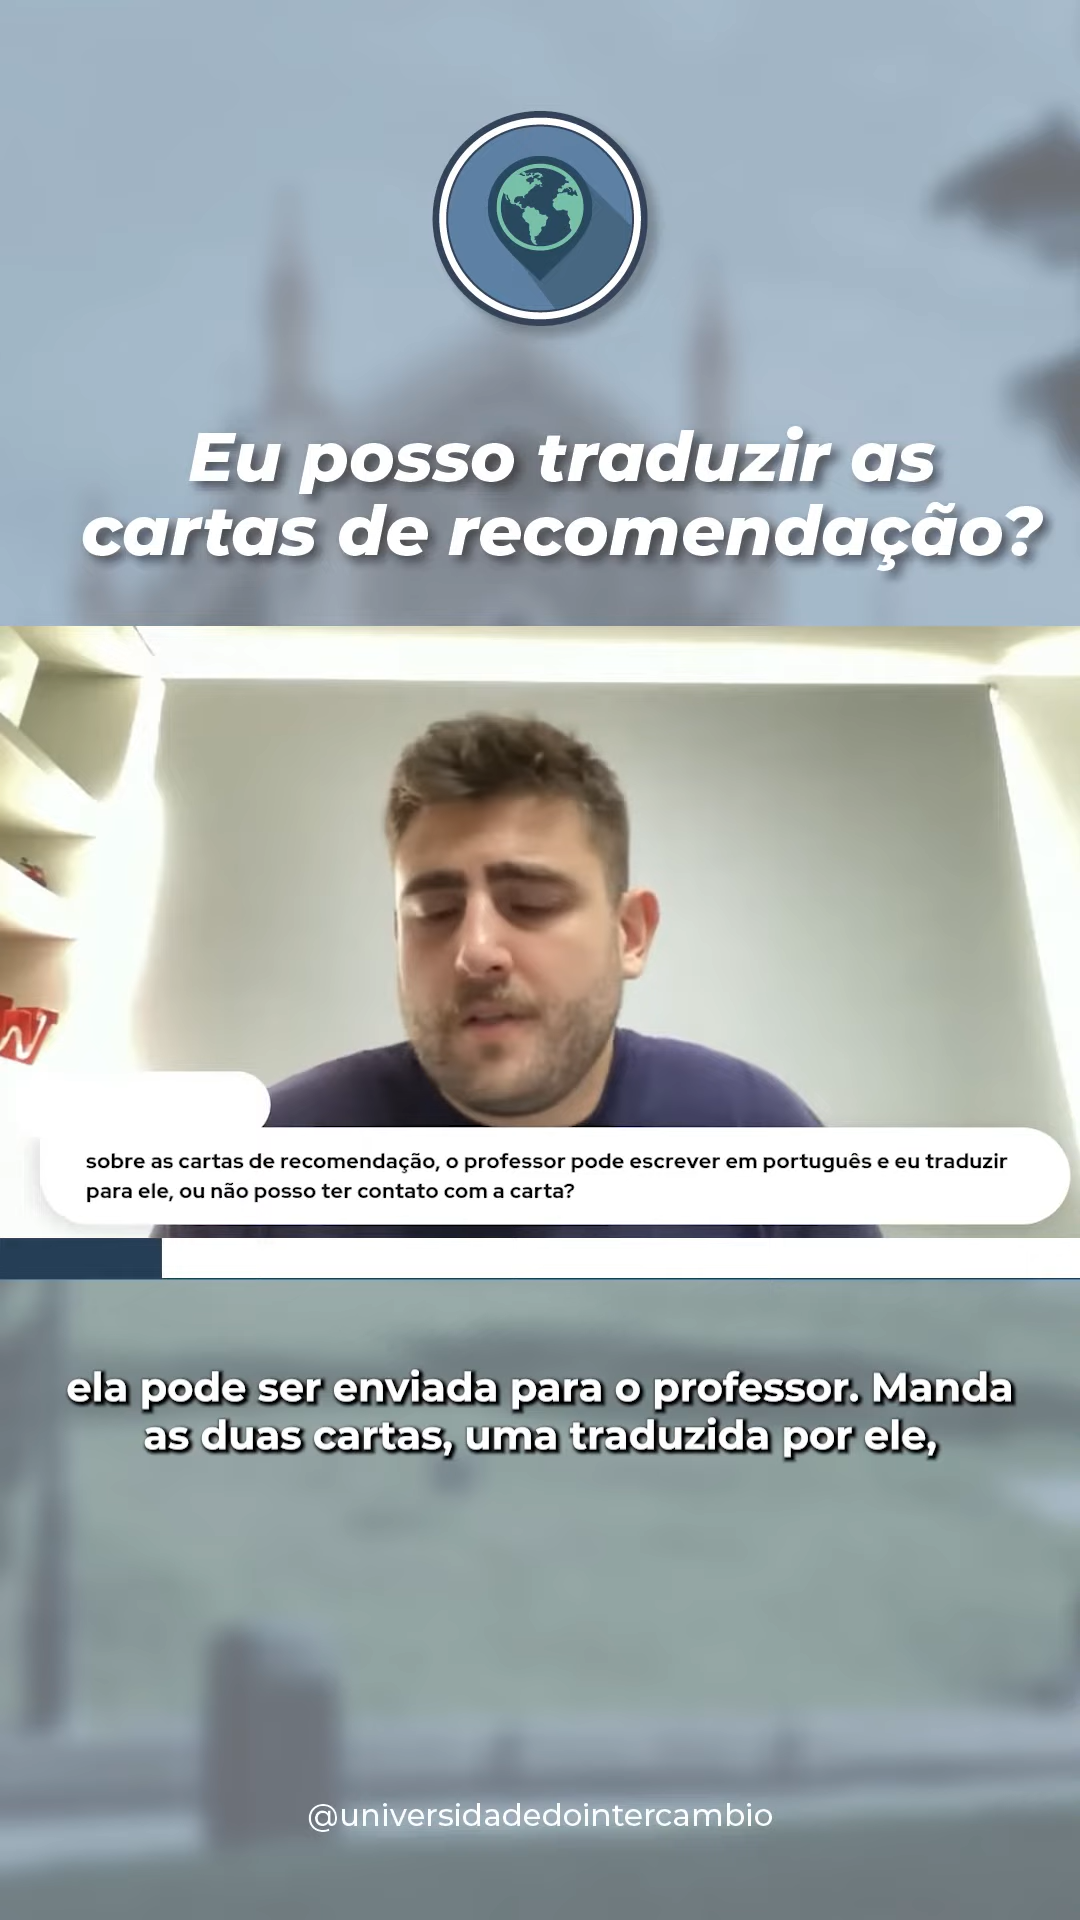 Eu posso traduzir as
cartas de recomendação?
W
sobre as cartas de recomendação, o professor pode escrever em português e eu traduzir
para ele, ou não posso ter contato com a carta?
ela pode ser enviada para o professor. Manda
as duas cartas, uma traduzida por ele,
@universidadedointercambio